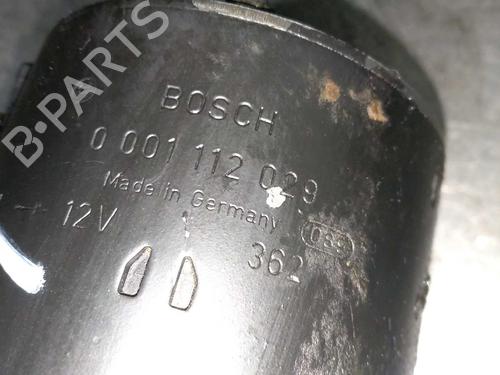 B-PARTS
BOSCH
0 001 112 029
Made in Germany
12V
362